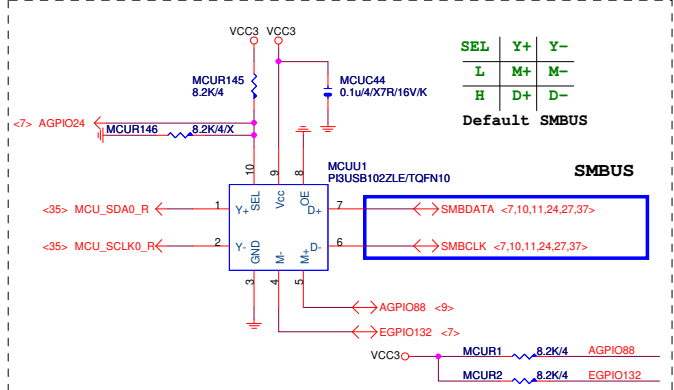 VCC3 VCC3
SEL Y+ Y-
L M+ M-
H D+ D-
Default SMBUS
MCUR145
8.2K/4
MCUC44
0.1u/4/X7R/16V/K
<7> AGPIO24
MCUR146 8.2K/4/X
MCUU1
PI3USB102ZLE/TQFN10
SMBUS
10 9 8
SEL Vcc OE
<35> MCU_SDA0_R 1 Y+ D+ 7 SMBDATA <7,10,11,24,27,37>
<35> MCU_SCLK0_R 2 Y- D- 6 SMBCLK <7,10,11,24,27,37>
GND M- M+
3 4 5
AGPIO88 <9>
EGPIO132 <7>
VCC3 MCUR1 8.2K/4 AGPIO88
MCUR2 8.2K/4 EGPIO132